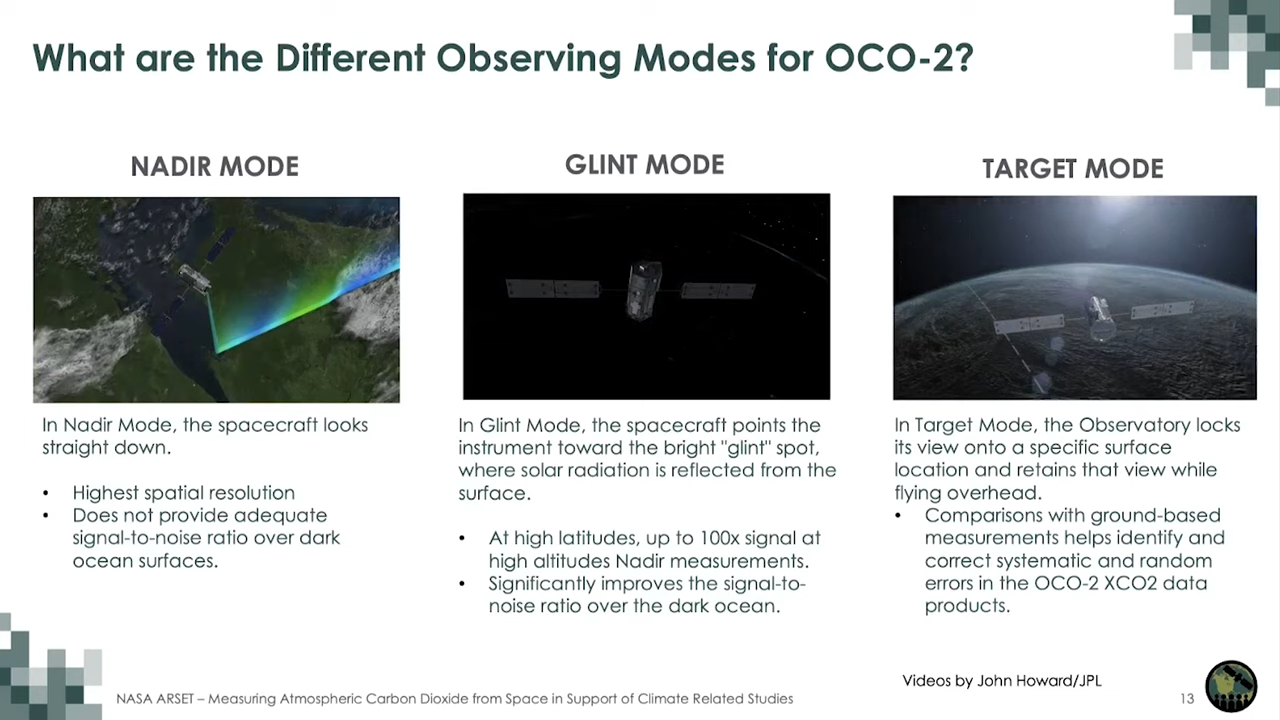 What are the Different Observing Modes for OCO-2?
NADIR MODE
In Nadir Mode, the spacecraft looks
straight down.
• Highest spatial resolution
• Does not provide adequate
signal-to-noise ratio over dark
ocean surfaces.
GLINT MODE
In Glint Mode, the spacecraft points the
instrument toward the bright "glint" spot,
where solar radiation is reflected from the
surface.
• At high latitudes, up to 100x signal at
high altitudes Nadir measurements.
• Significantly improves the signal-to-
noise ratio over the dark ocean.
TARGET MODE
In Target Mode, the Observatory locks
its view onto a specific surface
location and retains that view while
flying overhead.
• Comparisons with ground-based
measurements helps identify and
correct systematic and random
errors in the OCO-2 XCO2 data
products.
Videos by John Howard/JPL
NASA ARSET – Measuring Atmospheric Carbon Dioxide from Space in Support of Climate Related Studies
13